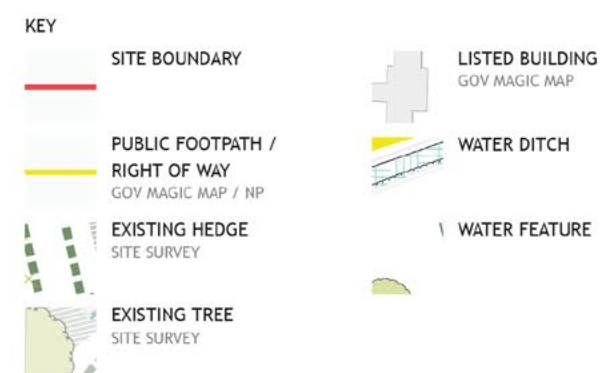 KEY
SITE BOUNDARY
PUBLIC FOOTPATH /
RIGHT OF WAY
GOV MAGIC MAP / NP
EXISTING HEDGE
SITE SURVEY
EXISTING TREE
SITE SURVEY
LISTED BUILDING
GOV MAGIC MAP
WATER DITCH
WATER FEATURE